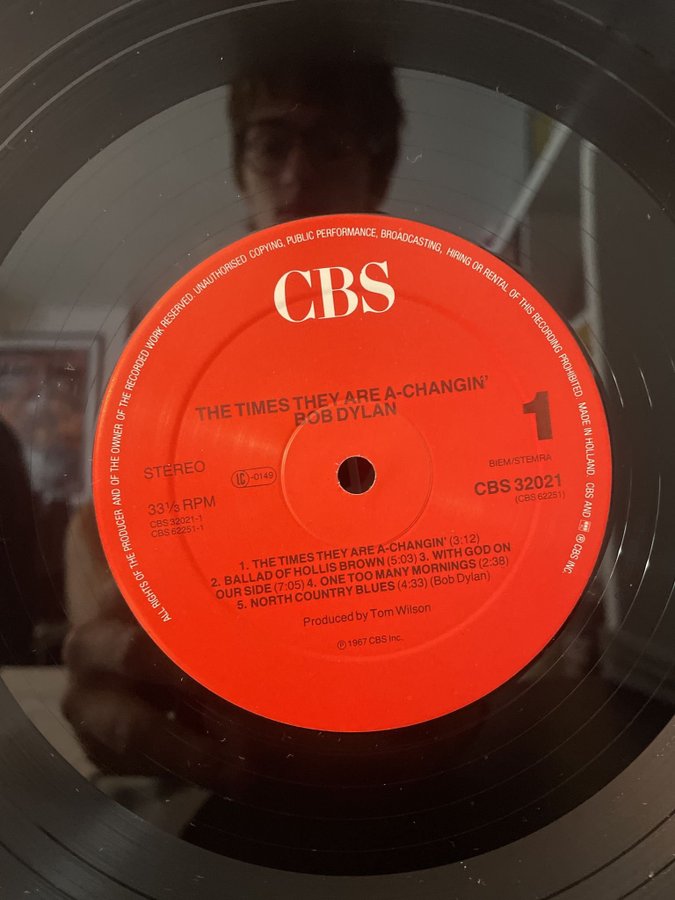 ALL RIGHTS OF THE PRODUCER AND OF THE OWNER OF THE RECORDED WORK RESERVED. UNAUTHORISED COPYING, PUBLIC PERFORMANCE, BROADCASTING, HIRING OR RENTAL OF THIS RECORDING PROHIBITED. MADE IN HOLLAND CBS AND ℗ CBS INC.
CBS
THE TIMES THEY ARE A-CHANGIN'
BOB DYLAN
1
STEREO
LC-0149
BIEM/STEMRA
33⅓ RPM
CBS 32021-1
CBS 62251-1
CBS 32021
(CBS 62251)
1. THE TIMES THEY ARE A-CHANGIN' (3:12)
2. BALLAD OF HOLLIS BROWN (5:03) 3. WITH GOD ON
OUR SIDE (7:05) 4. ONE TOO MANY MORNINGS (2:38)
5. NORTH COUNTRY BLUES (4:33) (Bob Dylan)
Produced by Tom Wilson
℗ 1967 CBS Inc.